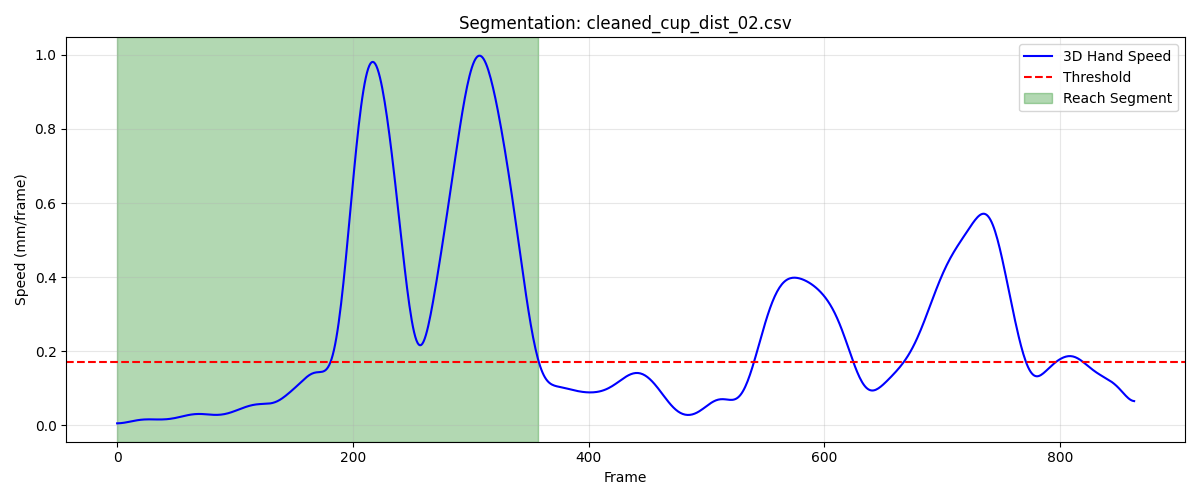 Segmentation: cleaned_cup_dist_02.csv
3D Hand Speed
Threshold
Reach Segment
Speed (mm/frame)
1.0
0.8
0.6
0.4
0.2
0.0
0 200 400 600 800
Frame